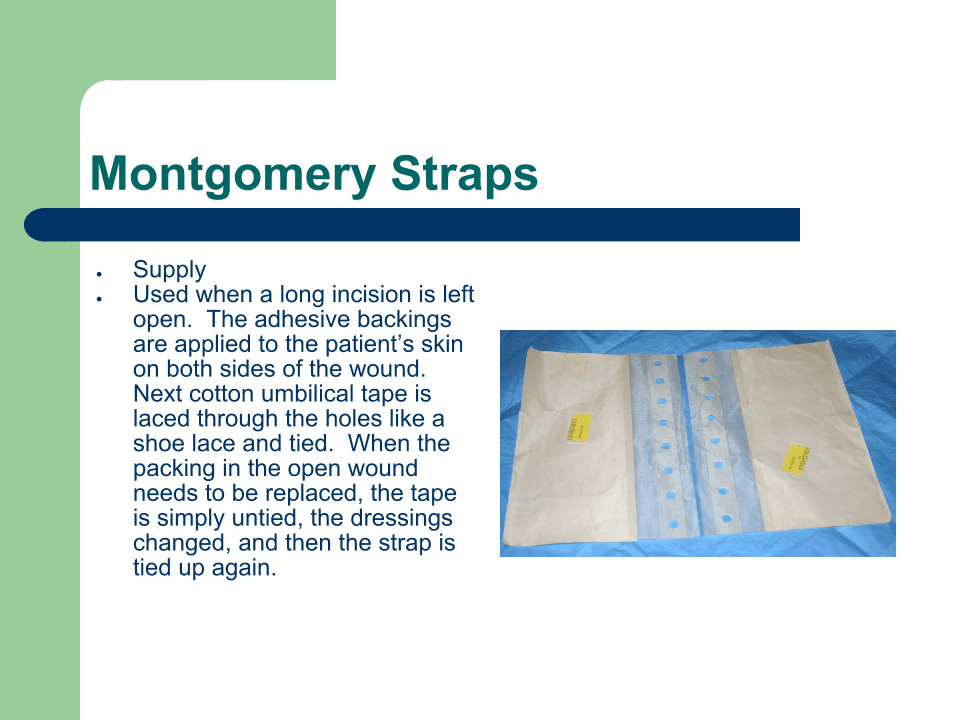 Montgomery Straps
● Supply
● Used when a long incision is left
open.  The adhesive backings
are applied to the patient’s skin
on both sides of the wound.
Next cotton umbilical tape is
laced through the holes like a
shoe lace and tied.  When the
packing in the open wound
needs to be replaced, the tape
is simply untied, the dressings
changed, and then the strap is
tied up again.